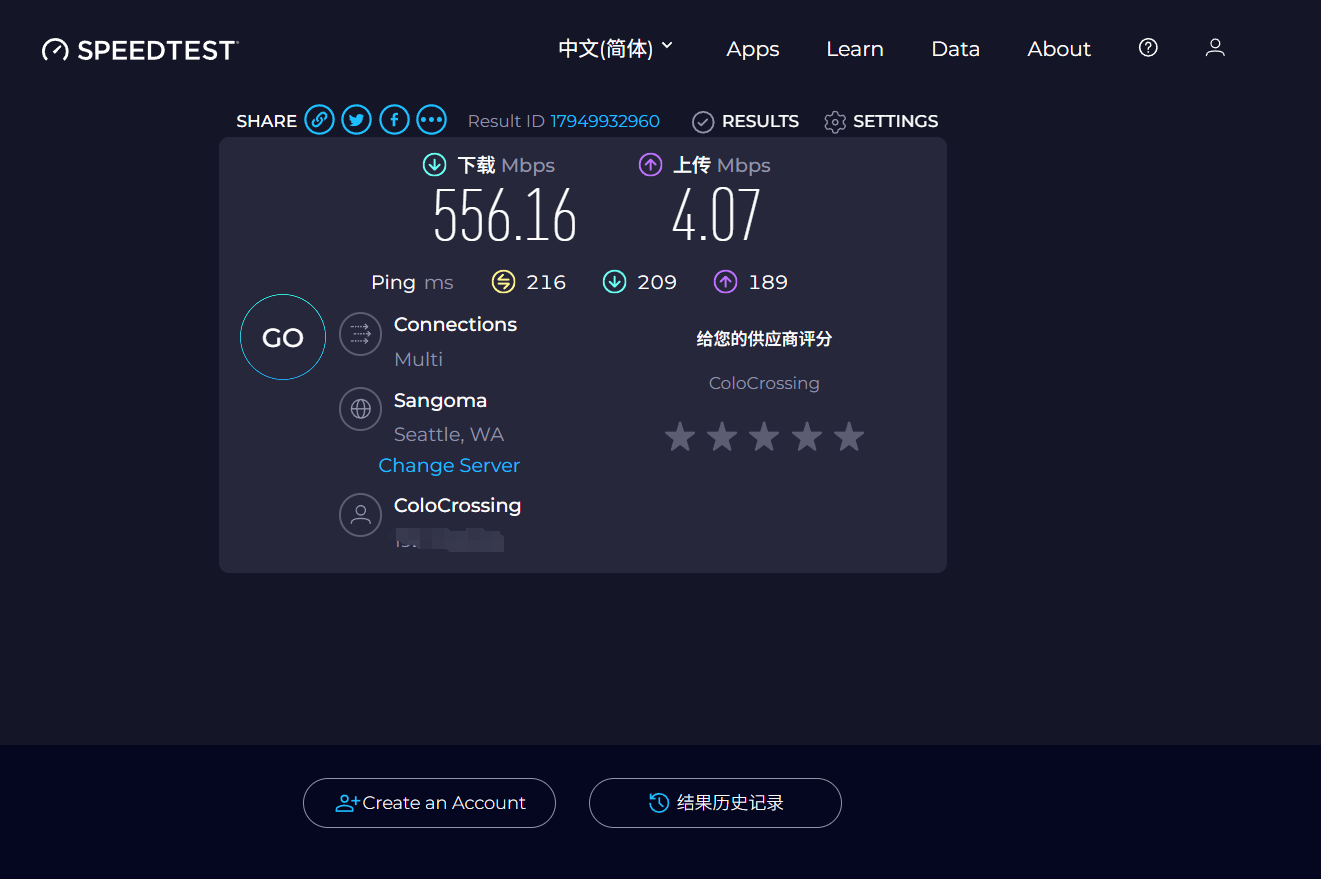 SPEEDTEST
中文(简体) Apps Learn Data About
SHARE Result ID 17949932960 RESULTS SETTINGS
下载 Mbps 上传 Mbps
556.16 4.07
Ping ms 216 209 189
GO
Connections
Multi
Sangoma
Seattle, WA
Change Server
ColoCrossing
给您的供应商评分
ColoCrossing
Create an Account 结果历史记录